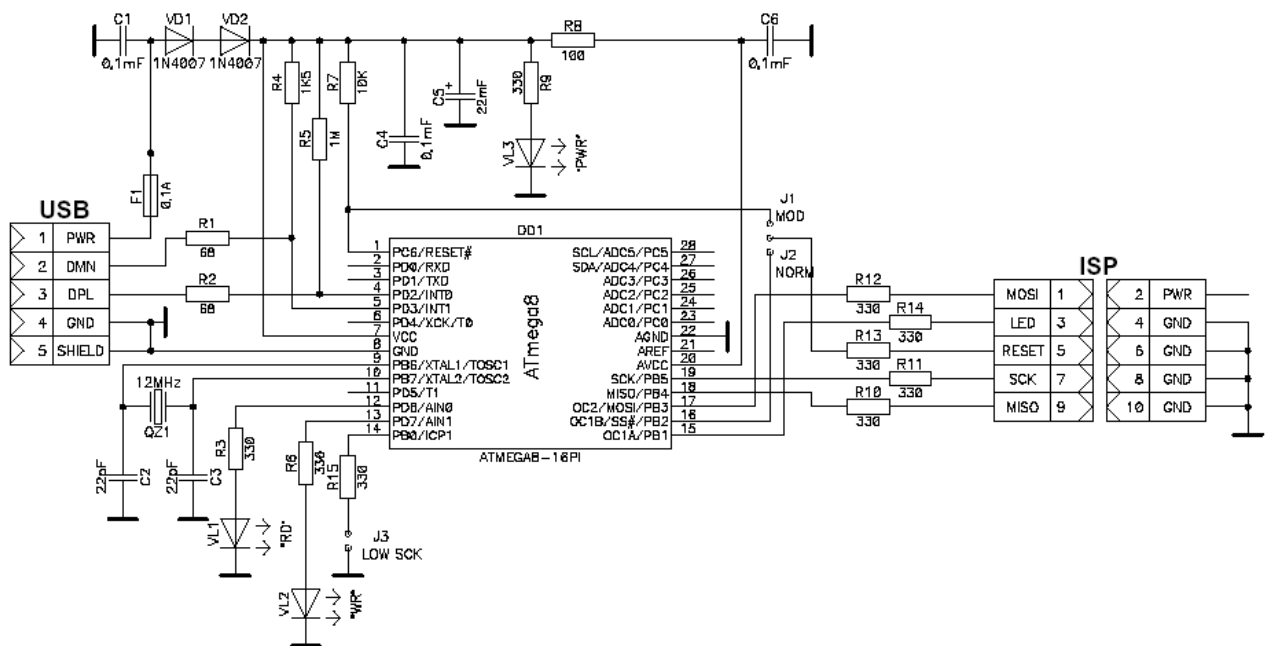 C1
0,1mF
VD1
1N4007
VD2
1N4007
R4
1K5
R5
1M
R7
10K
C4
0,1mF
C5
+
22mF
330
R9
R8
100
C6
0,1mF
VL3
"PWR"
F1
0,1A
USB
1 PWR
2 DMN
3 DPL
4 GND
5 SHIELD
R1
68
R2
68
J1
MOD
J2
NORM
DD1
ATmega8
1 PC6/RESET#
2 PD0/RXD
3 PD1/TXD
4 PD2/INT0
5 PD3/INT1
6 PD4/XCK/T0
7 VCC
8 GND
9 PB6/XTAL1/TOSC1
10 PB7/XTAL2/TOSC2
11 PD5/T1
12 PD6/AIN0
13 PD7/AIN1
14 PB0/ICP1
SCL/ADC5/PC5 28
SDA/ADC4/PC4 27
ADC3/PC3 26
ADC2/PC2 25
ADC1/PC1 24
ADC0/PC0 23
AGND 22
AREF 21
AVCC 20
SCK/PB5 19
MISO/PB4 18
OC2/MOSI/PB3 17
OC1B/SS#/PB2 16
OC1A/PB1 15
ATMEGA8-16PI
R12
330
R14
330
R13
330
R11
330
R10
330
ISP
MOSI 1
LED 3
RESET 5
SCK 7
MISO 9
2 PWR
4 GND
6 GND
8 GND
10 GND
12MHz
QZ1
22pF
C2
22pF
C3
R3
330
R6
330
R15
330
VL1
"RD"
VL2
"WR"
J3
LOW SCK